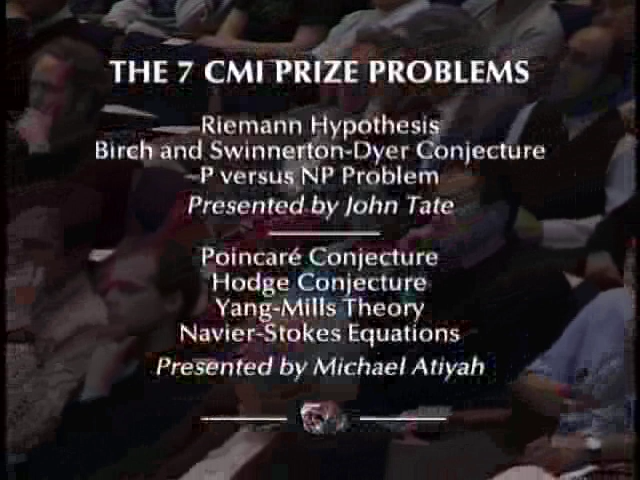 THE 7 CMI PRIZE PROBLEMS
Riemann Hypothesis
Birch and Swinnerton-Dyer Conjecture
P versus NP Problem
Presented by John Tate
Poincaré Conjecture
Hodge Conjecture
Yang-Mills Theory
Navier-Stokes Equations
Presented by Michael Atiyah